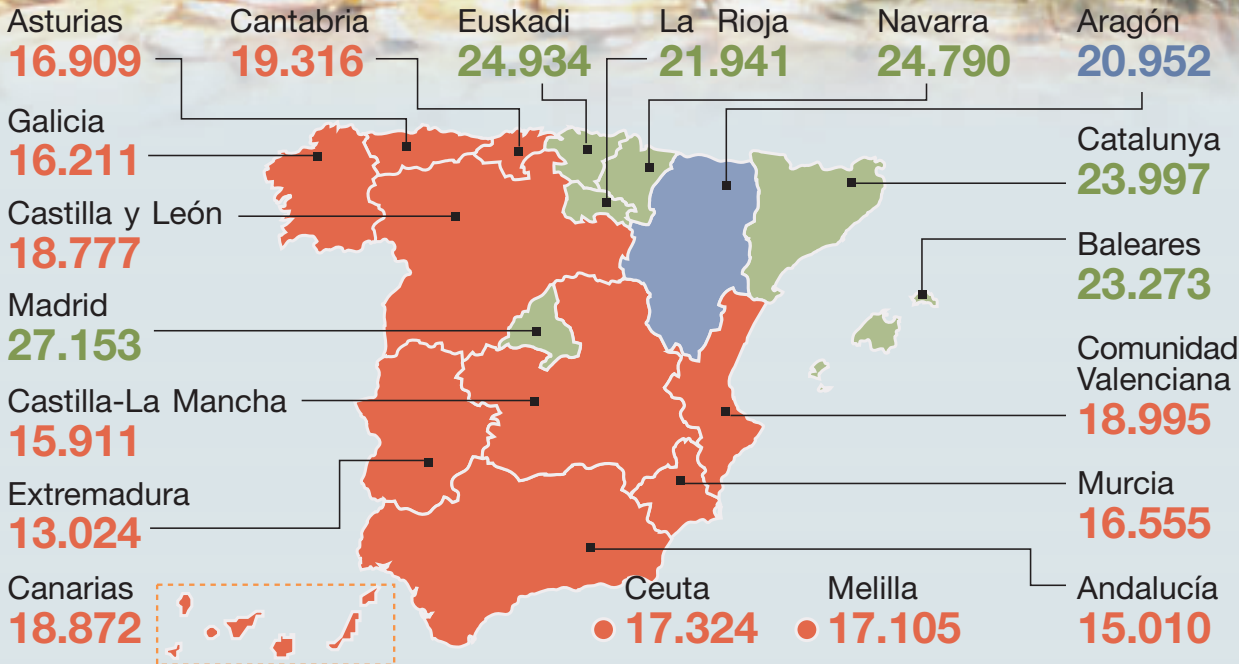 Asturias
16.909
Cantabria
19.316
Euskadi
24.934
La Rioja
21.941
Navarra
24.790
Aragón
20.952
Galicia
16.211
Castilla y León
18.777
Madrid
27.153
Castilla-La Mancha
15.911
Extremadura
13.024
Canarias
18.872
Catalunya
23.997
Baleares
23.273
Comunidad
Valenciana
18.995
Murcia
16.555
Andalucía
15.010
Ceuta
17.324
Melilla
17.105